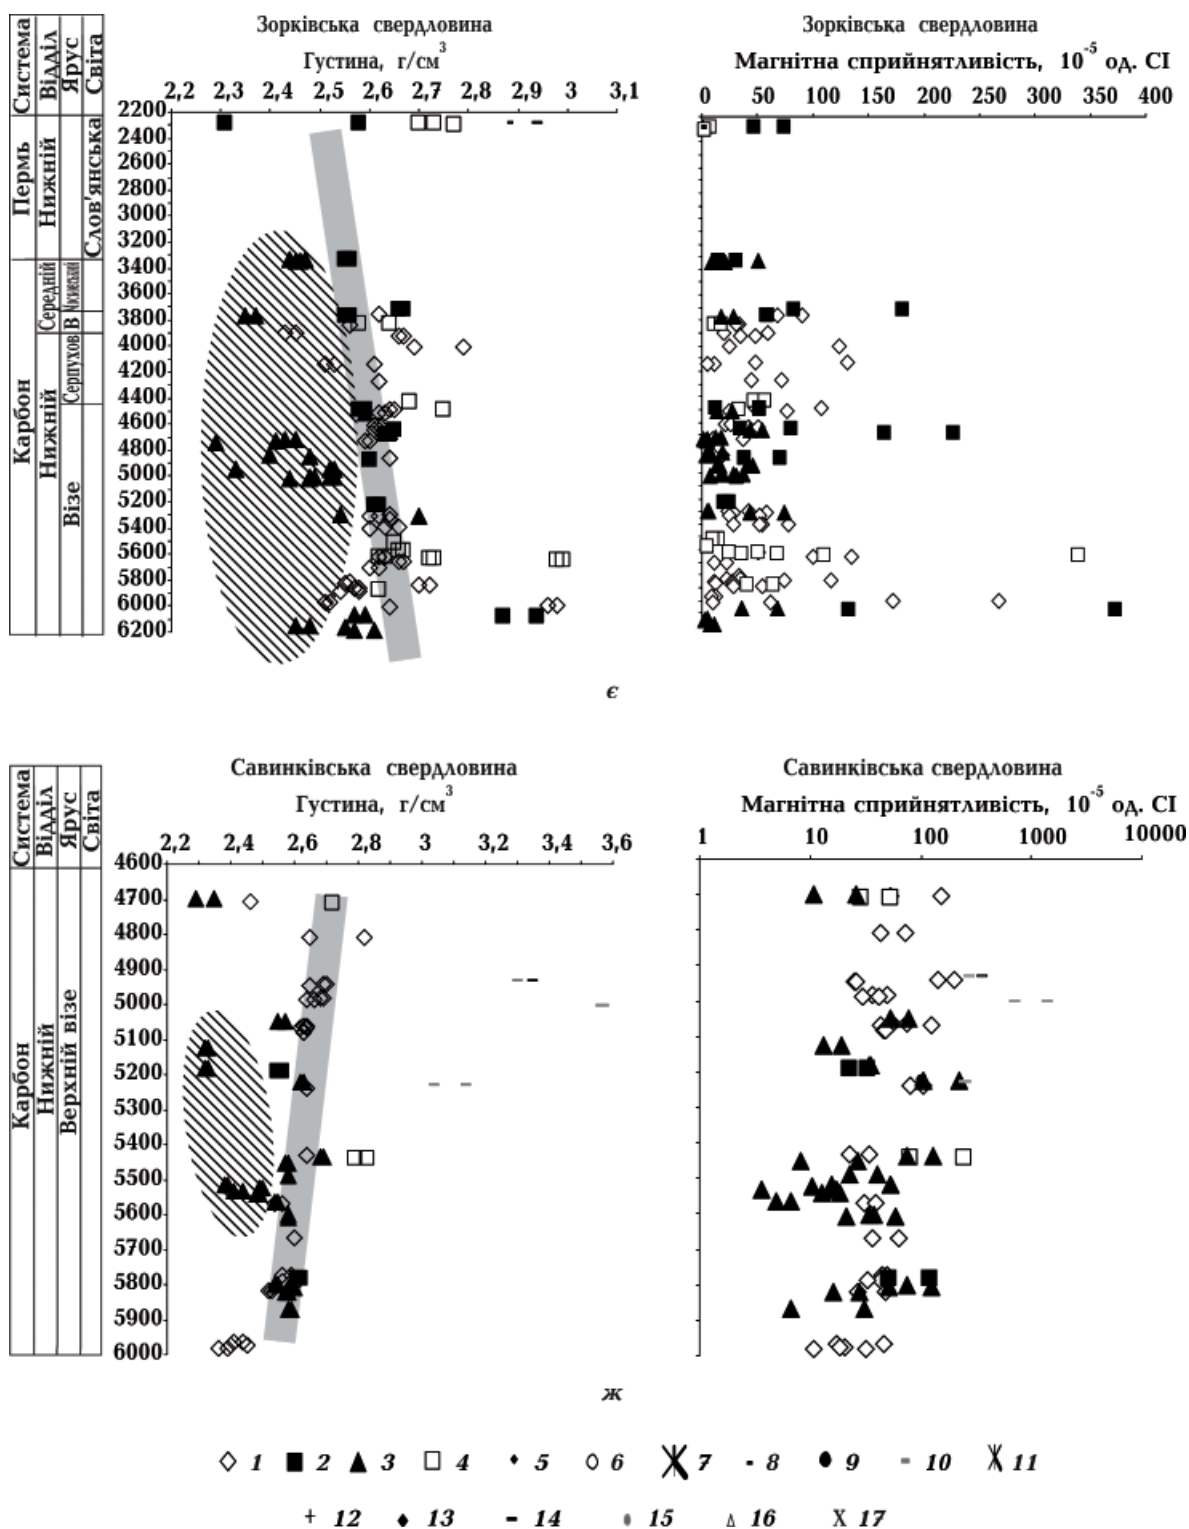 Зорківська свердловина
Густина, г/см³
2,2 2,3 2,4 2,5 2,6 2,7 2,8 2,9 3 3,1
Система
Відділ
Ярус
Світа
Пермь
Нижній
Слов'янська
Карбон
Середній
В
Нижній
Серпухов
Візе
2200
2400
2600
2800
3000
3200
3400
3600
3800
4000
4200
4400
4600
4800
5000
5200
5400
5600
5800
6000
6200
Зорківська свердловина
Магнітна сприйнятливість, 10⁻⁵ од. СІ
0 50 100 150 200 250 300 350 400
є
Савинківська свердловина
Густина, г/см³
2,2 2,4 2,6 2,8 3 3,2 3,4 3,6
Система
Відділ
Ярус
Світа
Карбон
Нижній
Верхній візе
4600
4700
4800
4900
5000
5100
5200
5300
5400
5500
5600
5700
5800
5900
6000
Савинківська свердловина
Магнітна сприйнятливість, 10⁻⁵ од. СІ
1 10 100 1000 10000
ж
1 2 3 4 5 6 7 8 9 10 11
12 13 14 15 16 17